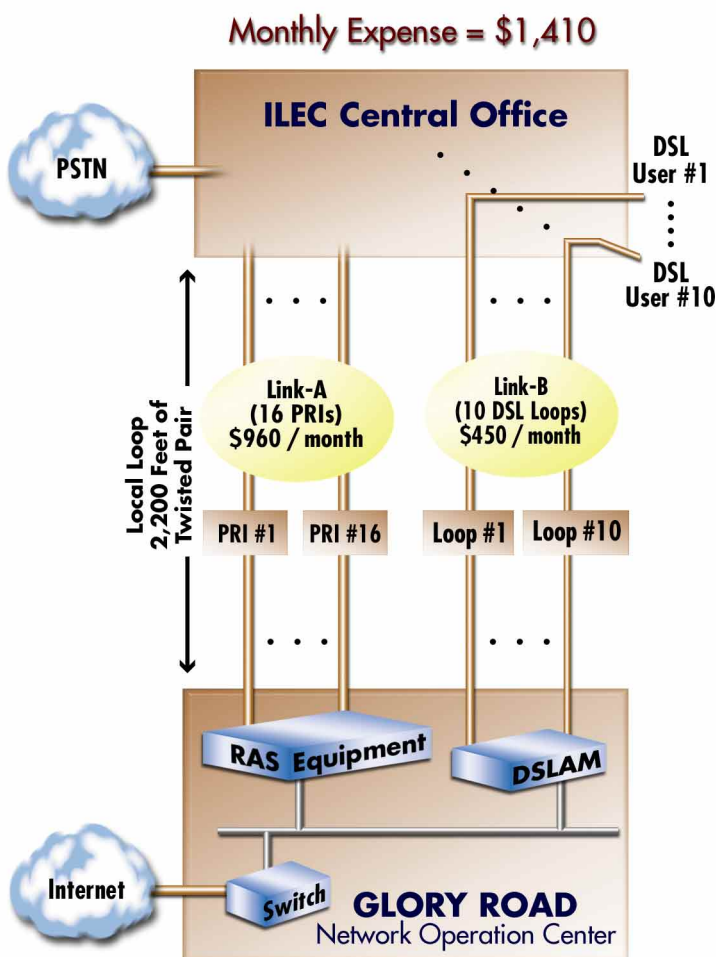 Monthly Expense = $1,410
ILEC Central Office
PSTN
DSL
User #1
DSL
User #10
Local Loop
2,200 Feet of
Twisted Pair
Link-A
(16 PRIs)
$960 / month
Link-B
(10 DSL Loops)
$450 / month
PRI #1
PRI #16
Loop #1
Loop #10
RAS Equipment
DSLAM
Internet
Switch
GLORY ROAD
Network Operation Center